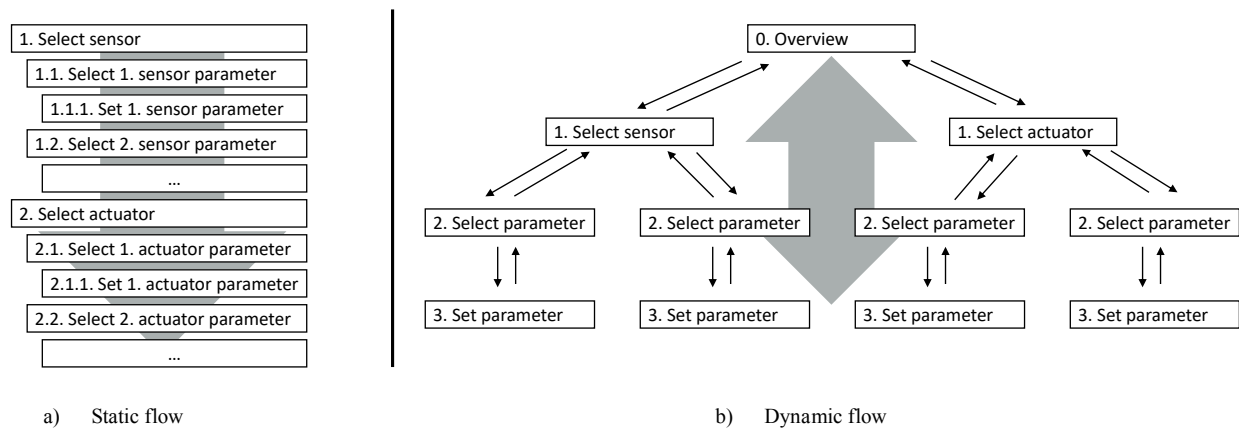 1. Select sensor
1.1. Select 1. sensor parameter
1.1.1. Set 1. sensor parameter
1.2. Select 2. sensor parameter
...
2. Select actuator
2.1. Select 1. actuator parameter
2.1.1. Set 1. actuator parameter
2.2. Select 2. actuator parameter
...
a) Static flow
0. Overview
1. Select sensor
1. Select actuator
2. Select parameter
2. Select parameter
2. Select parameter
2. Select parameter
3. Set parameter
3. Set parameter
3. Set parameter
3. Set parameter
b) Dynamic flow